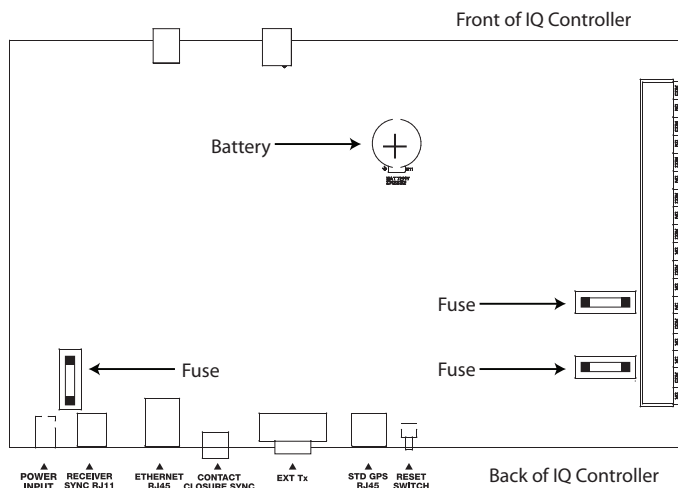 Front of IQ Controller
Battery
BATTERY
Fuse
Fuse
Fuse
POWER INPUT
RECEIVER SYNC RJ11
ETHERNET RJ45
CONTACT CLOSURE SYNC
EXT Tx
STD GPS RJ45
RESET SWITCH
Back of IQ Controller